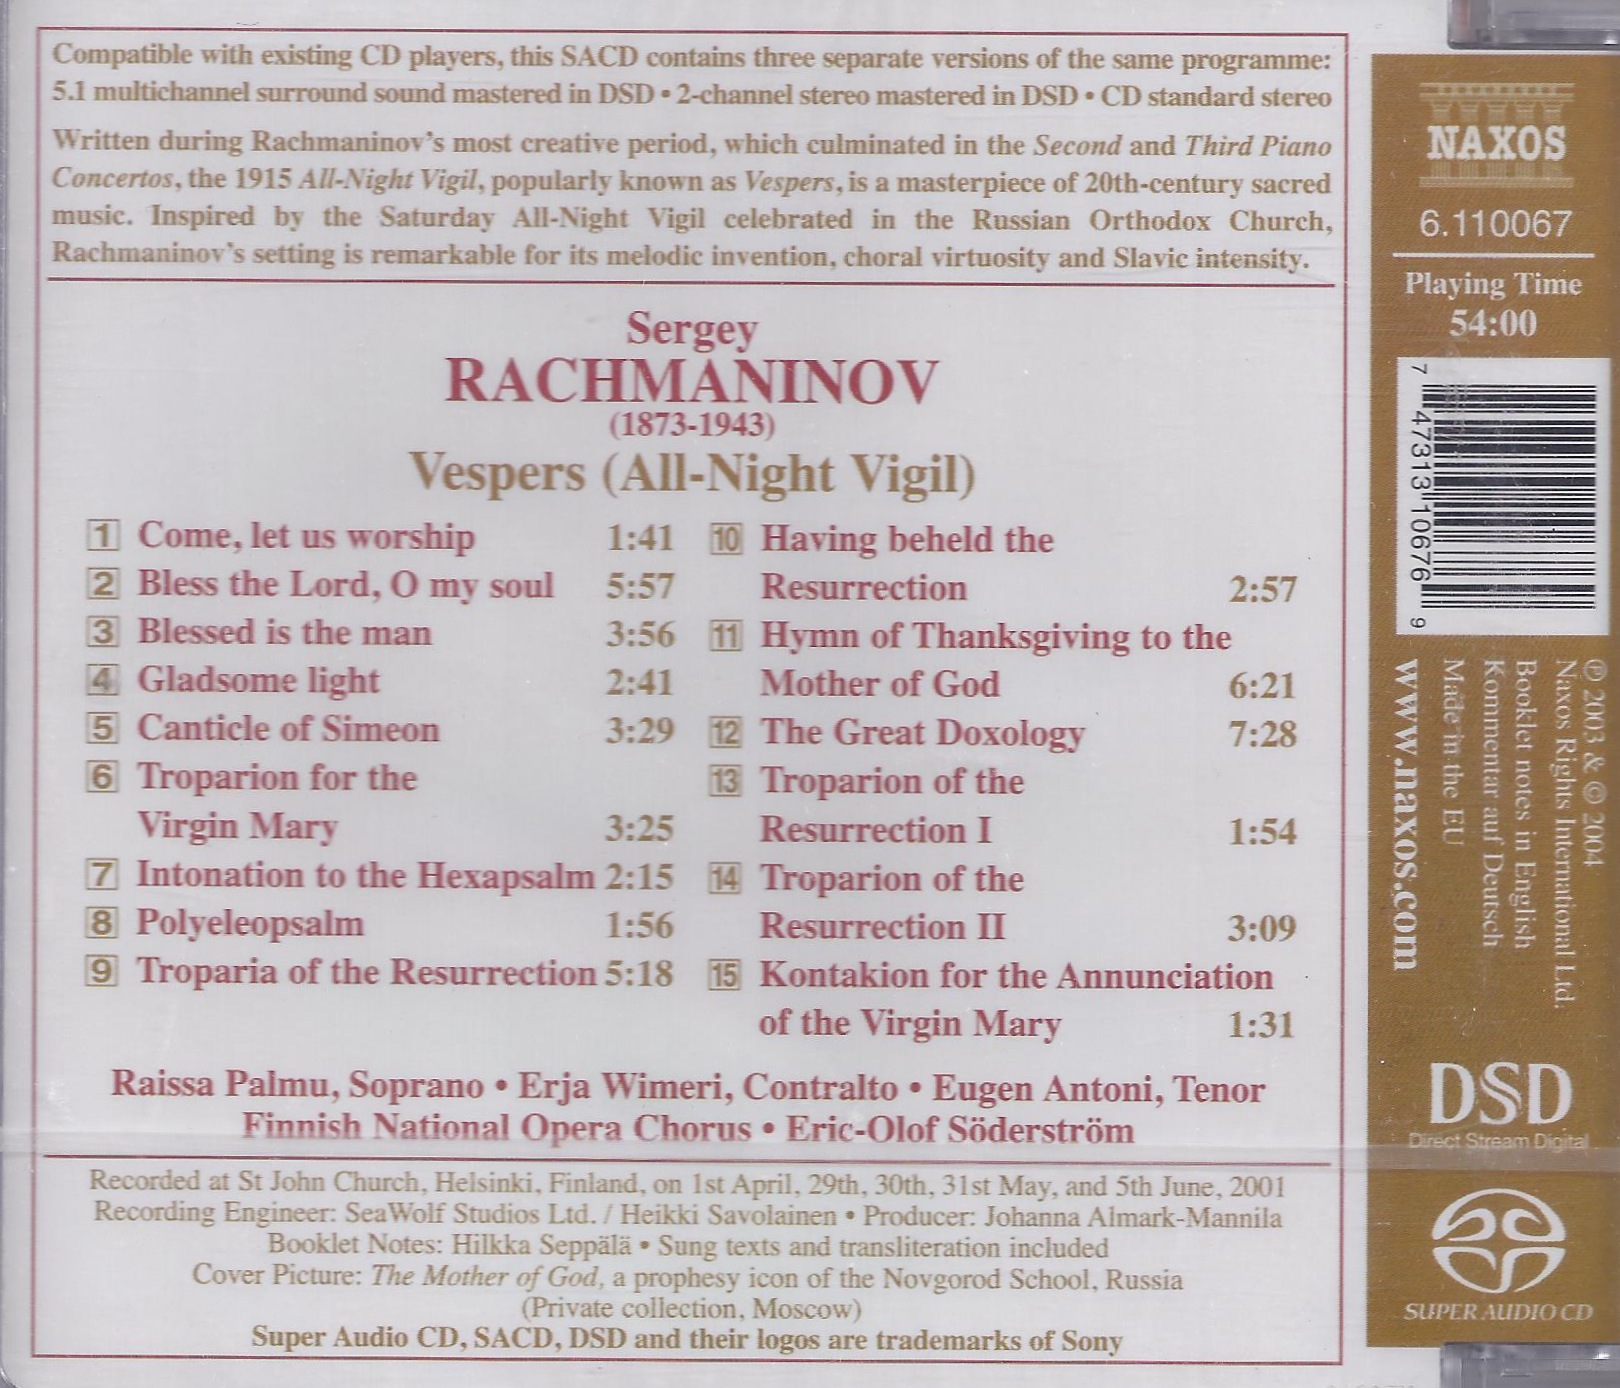 Compatible with existing CD players, this SACD contains three separate versions of the same programme:
5.1 multichannel surround sound mastered in DSD • 2-channel stereo mastered in DSD • CD standard stereo
Written during Rachmaninov's most creative period, which culminated in the Second and Third Piano
Concertos, the 1915 All-Night Vigil, popularly known as Vespers, is a masterpiece of 20th-century sacred
music. Inspired by the Saturday All-Night Vigil celebrated in the Russian Orthodox Church,
Rachmaninov's setting is remarkable for its melodic invention, choral virtuosity and Slavic intensity.
Sergey
RACHMANINOV
(1873-1943)
Vespers (All-Night Vigil)
1 Come, let us worship 1:41
2 Bless the Lord, O my soul 5:57
3 Blessed is the man 3:56
4 Gladsome light 2:41
5 Canticle of Simeon 3:29
6 Troparion for the
Virgin Mary 3:25
7 Intonation to the Hexapsalm 2:15
8 Polyeleopsalm 1:56
9 Troparia of the Resurrection 5:18
10 Having beheld the
Resurrection 2:57
11 Hymn of Thanksgiving to the
Mother of God 6:21
12 The Great Doxology 7:28
13 Troparion of the
Resurrection I 1:54
14 Troparion of the
Resurrection II 3:09
15 Kontakion for the Annunciation
of the Virgin Mary 1:31
Raissa Palmu, Soprano • Erja Wimeri, Contralto • Eugen Antoni, Tenor
Finnish National Opera Chorus • Eric-Olof Söderström
Recorded at St John Church, Helsinki, Finland, on 1st April, 29th, 30th, 31st May, and 5th June, 2001
Recording Engineer: SeaWolf Studios Ltd. / Heikki Savolainen • Producer: Johanna Almark-Mannila
Booklet Notes: Hilkka Seppälä • Sung texts and transliteration included
Cover Picture: The Mother of God, a prophesy icon of the Novgorod School, Russia
(Private collection, Moscow)
Super Audio CD, SACD, DSD and their logos are trademarks of Sony
NAXOS
6.110067
Playing Time
54:00
7 47313 10676 9
℗ 2003 & © 2004
Naxos Rights International Ltd.
Booklet notes in English
Kommentar auf Deutsch
Made in the EU
www.naxos.com
DSD
Direct Stream Digital
SUPER AUDIO CD